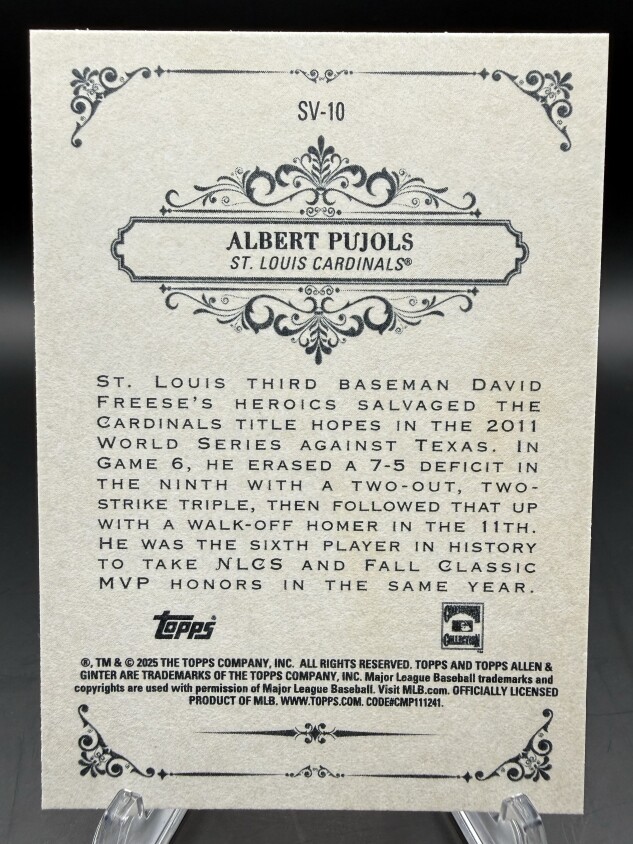 SV-10
ALBERT PUJOLS
ST. LOUIS CARDINALS®
ST. LOUIS THIRD BASEMAN DAVID
FREESE'S HEROICS SALVAGED THE
CARDINALS TITLE HOPES IN THE 2011
WORLD SERIES AGAINST TEXAS. IN
GAME 6, HE ERASED A 7-5 DEFICIT IN
THE NINTH WITH A TWO-OUT, TWO-
STRIKE TRIPLE, THEN FOLLOWED THAT UP
WITH A WALK-OFF HOMER IN THE 11TH.
HE WAS THE SIXTH PLAYER IN HISTORY
TO TAKE NLCS AND FALL CLASSIC
MVP HONORS IN THE SAME YEAR.
Topps®
COOPERSTOWN
COLLECTION
®, TM & © 2025 THE TOPPS COMPANY, INC. ALL RIGHTS RESERVED. TOPPS AND TOPPS ALLEN &
GINTER ARE TRADEMARKS OF THE TOPPS COMPANY, INC. Major League Baseball trademarks and
copyrights are used with permission of Major League Baseball. Visit MLB.com. OFFICIALLY LICENSED
PRODUCT OF MLB. WWW.TOPPS.COM. CODE#CMP111241.